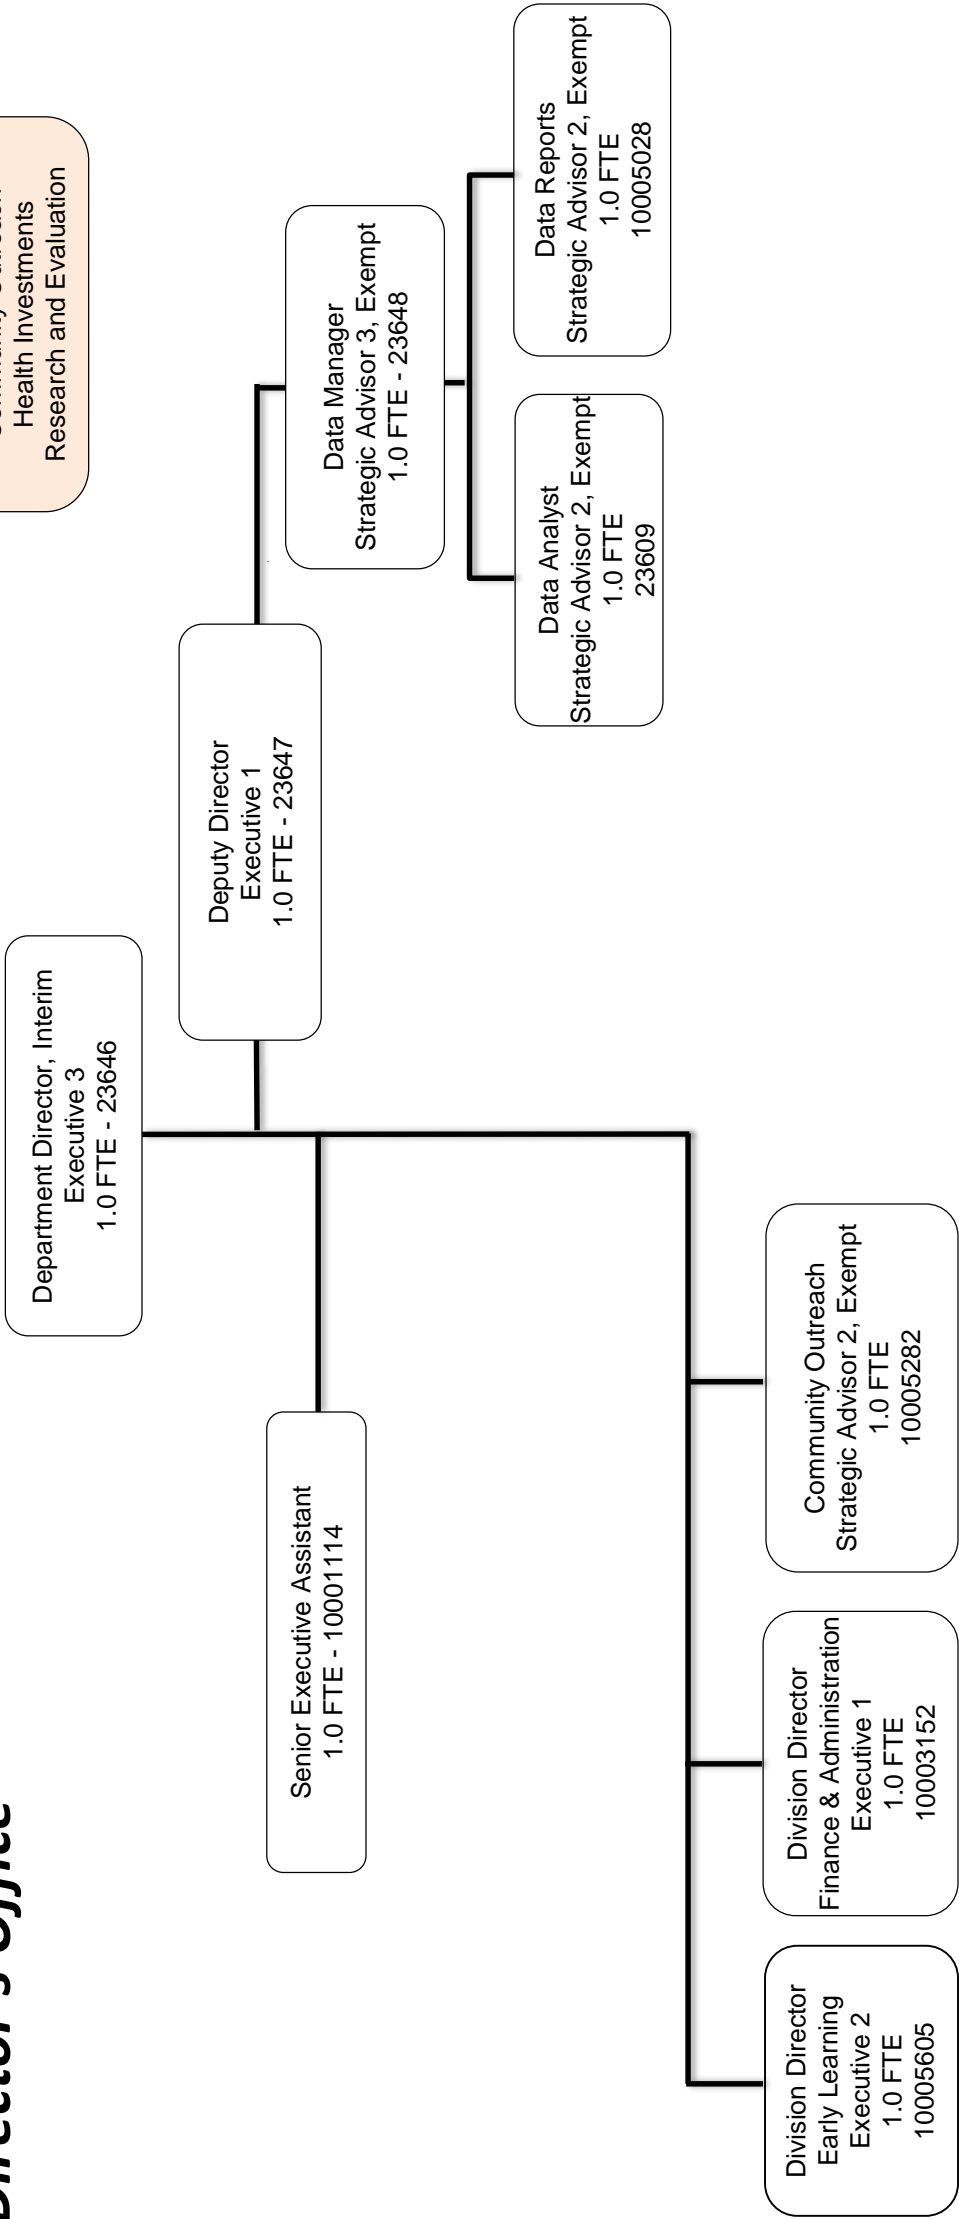 Director's Office
Health Investments
Research and Evaluation
Department Director, Interim
Executive 3
1.0 FTE - 23646
Deputy Director
Executive 1
1.0 FTE - 23647
Senior Executive Assistant
1.0 FTE - 10001114
Data Manager
Strategic Advisor 3, Exempt
1.0 FTE - 23648
Data Analyst
Strategic Advisor 2, Exempt
1.0 FTE
23609
Data Reports
Strategic Advisor 2, Exempt
1.0 FTE
10005028
Division Director
Early Learning
Executive 2
1.0 FTE
10005605
Division Director
Finance & Administration
Executive 1
1.0 FTE
10003152
Community Outreach
Strategic Advisor 2, Exempt
1.0 FTE
10005282